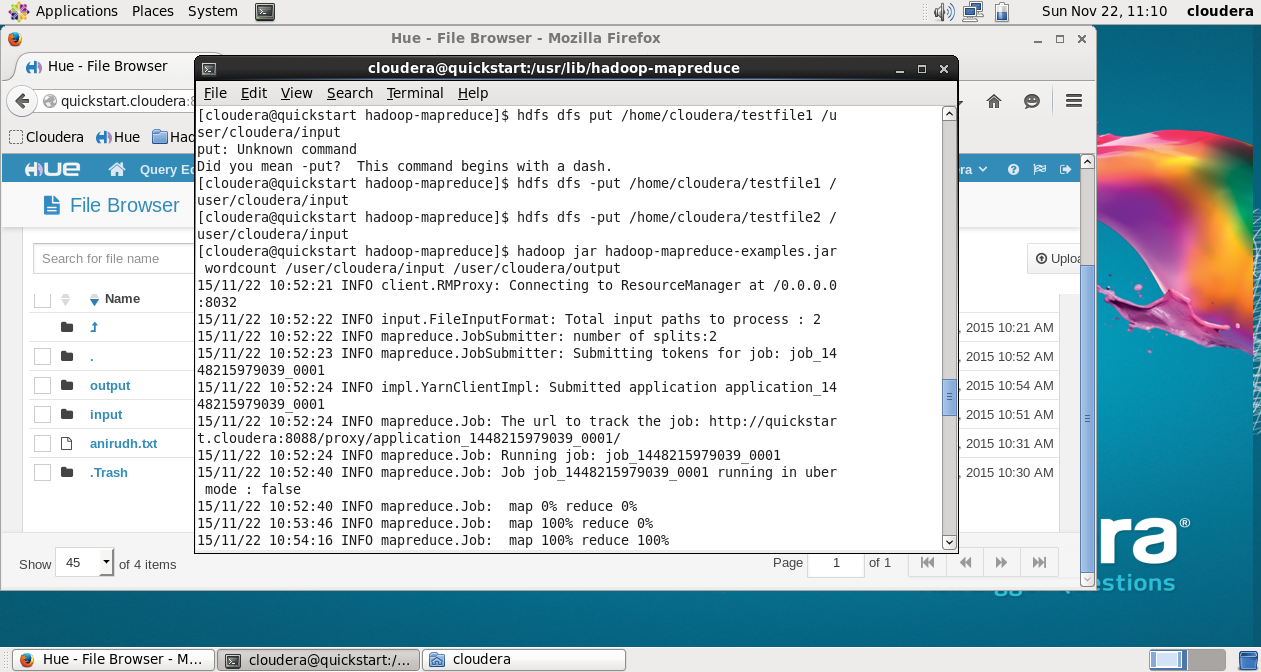 Applications Places System
Sun Nov 22, 11:10 cloudera
Hue - File Browser - Mozilla Firefox
Hue - File Browser
quickstart.cloudera:8
Cloudera Hue Had
HUE Query Ed
ra
File Browser
Search for file name
Uploa
Name
, 2015 10:21 AM
. , 2015 10:52 AM
output , 2015 10:54 AM
input , 2015 10:51 AM
anirudh.txt , 2015 10:31 AM
.Trash 2015 10:30 AM
Show 45 of 4 items
Page 1 of 1
cloudera@quickstart:/usr/lib/hadoop-mapreduce
File Edit View Search Terminal Help
[cloudera@quickstart hadoop-mapreduce]$ hdfs dfs put /home/cloudera/testfile1 /u
ser/cloudera/input
put: Unknown command
Did you mean -put?  This command begins with a dash.
[cloudera@quickstart hadoop-mapreduce]$ hdfs dfs -put /home/cloudera/testfile1 /
user/cloudera/input
[cloudera@quickstart hadoop-mapreduce]$ hdfs dfs -put /home/cloudera/testfile2 /
user/cloudera/input
[cloudera@quickstart hadoop-mapreduce]$ hadoop jar hadoop-mapreduce-examples.jar
 wordcount /user/cloudera/input /user/cloudera/output
15/11/22 10:52:21 INFO client.RMProxy: Connecting to ResourceManager at /0.0.0.0
:8032
15/11/22 10:52:22 INFO input.FileInputFormat: Total input paths to process : 2
15/11/22 10:52:22 INFO mapreduce.JobSubmitter: number of splits:2
15/11/22 10:52:23 INFO mapreduce.JobSubmitter: Submitting tokens for job: job_14
48215979039_0001
15/11/22 10:52:24 INFO impl.YarnClientImpl: Submitted application application_14
48215979039_0001
15/11/22 10:52:24 INFO mapreduce.Job: The url to track the job: http://quickstar
t.cloudera:8088/proxy/application_1448215979039_0001/
15/11/22 10:52:24 INFO mapreduce.Job: Running job: job_1448215979039_0001
15/11/22 10:52:40 INFO mapreduce.Job: Job job_1448215979039_0001 running in uber
 mode : false
15/11/22 10:52:40 INFO mapreduce.Job:  map 0% reduce 0%
15/11/22 10:53:46 INFO mapreduce.Job:  map 100% reduce 0%
15/11/22 10:54:16 INFO mapreduce.Job:  map 100% reduce 100%
ra®
estions
Hue - File Browser - M...
cloudera@quickstart:/...
cloudera